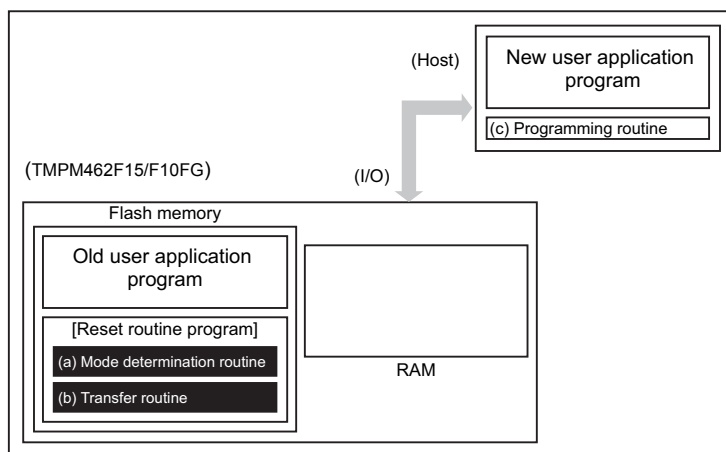 (Host)
New user application
program
(c) Programming routine
(TMPM462F15/F10FG)
(I/O)
Flash memory
Old user application
program
[Reset routine program]
(a) Mode determination routine
(b) Transfer routine
RAM